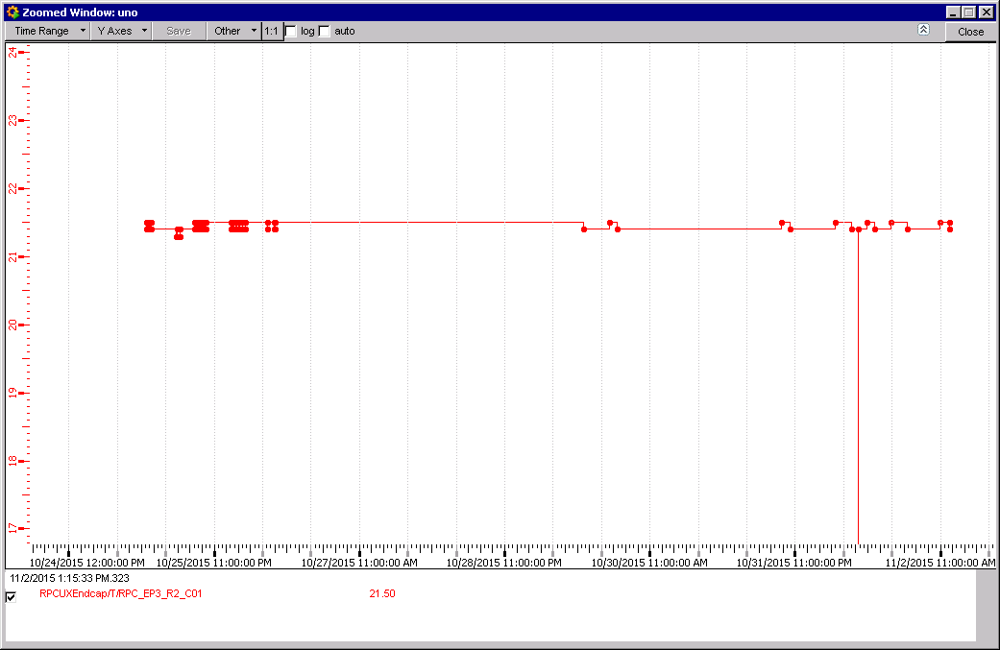 Zoomed Window: uno
Time Range Y Axes Save Other 1:1 log auto Close
24
23
22
21
20
19
18
17
10/24/2015 12:00:00 PM 10/25/2015 11:00:00 PM 10/27/2015 11:00:00 AM 10/28/2015 11:00:00 PM 10/30/2015 11:00:00 AM 10/31/2015 11:00:00 PM 11/2/2015 11:00:00 AM
11/2/2015 1:15:33 PM.323
RPCUXEndcap/T/RPC_EP3_R2_C01 21.50